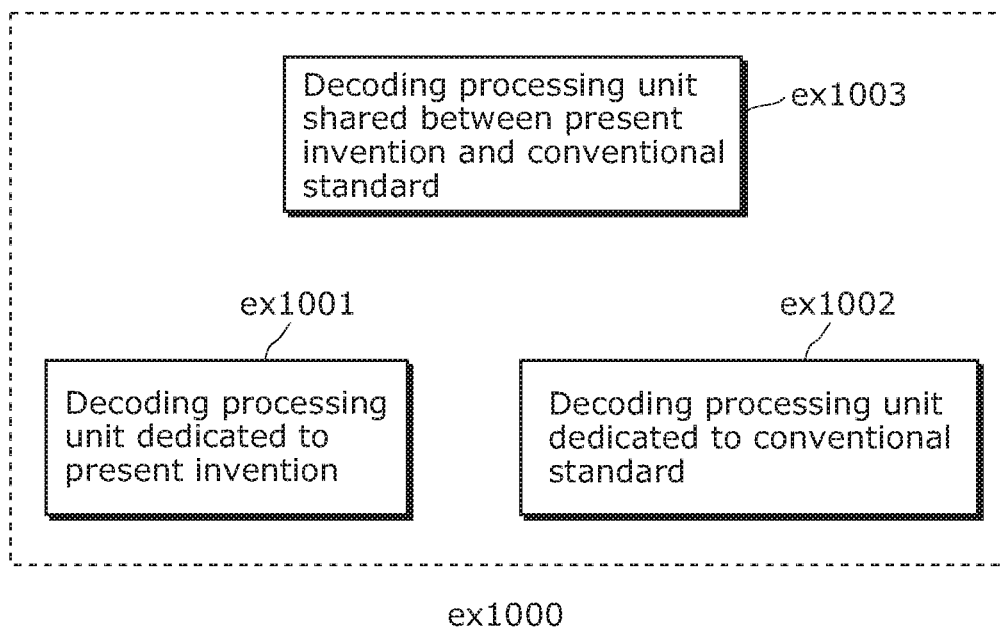 Decoding processing unit
shared between present
invention and conventional
standard
ex1003
ex1001
ex1002
Decoding processing
unit dedicated to
present invention
Decoding processing unit
dedicated to conventional
standard
ex1000